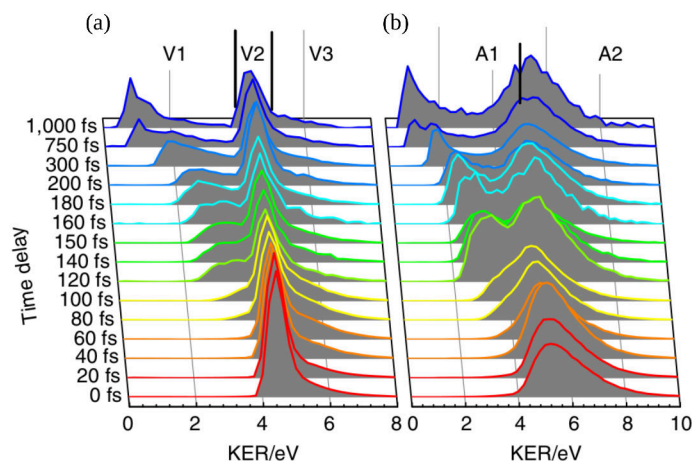 (a)
(b)
V1
V2
V3
A1
A2
1,000 fs
750 fs
300 fs
200 fs
180 fs
160 fs
150 fs
140 fs
120 fs
100 fs
80 fs
60 fs
40 fs
20 fs
0 fs
Time delay
0 2 4 6 8
0 2 4 6 8 10
KER/eV
KER/eV